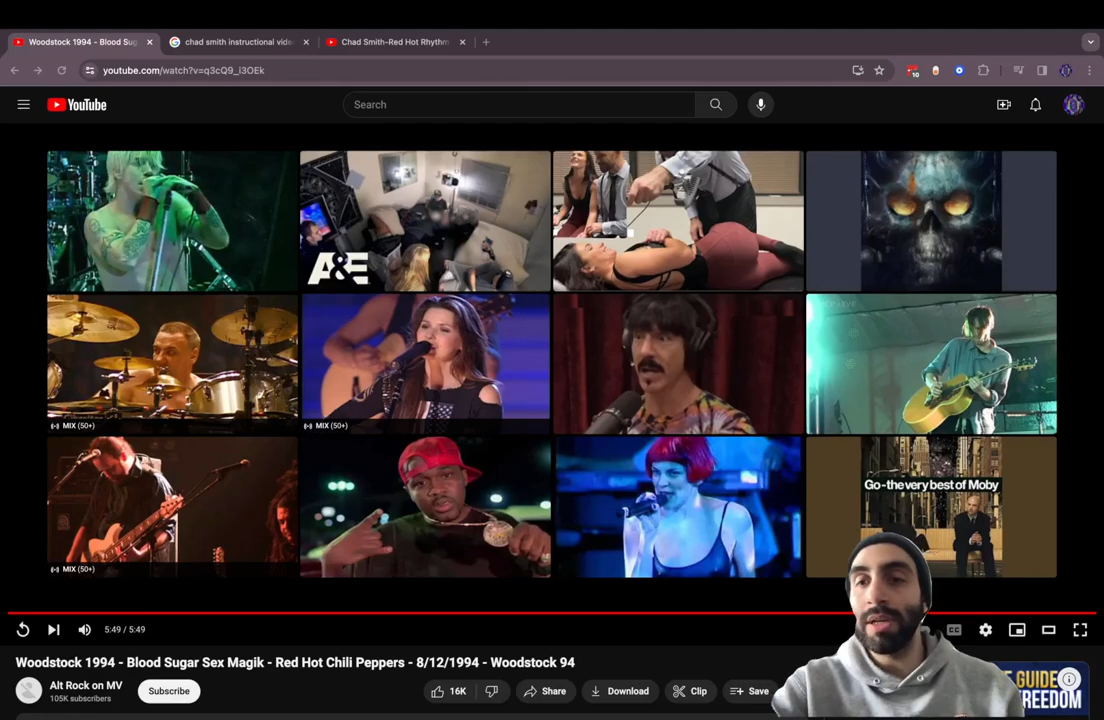 Woodstock 1994 - Blood Sug
chad smith instructional vide
Chad Smith-Red Hot Rhythm
youtube.com/watch?v=q3cQ9_i3OEk
10
YouTube
Search
A&E
MIX (50+)
MIX (50+)
MIX (50+)
Go - the very best of Moby
5:49 / 5:49
CC
Woodstock 1994 - Blood Sugar Sex Magik - Red Hot Chili Peppers - 8/12/1994 - Woodstock 94
Alt Rock on MV
105K subscribers
Subscribe
16K
Share
Download
Clip
Save
GUIDE
FREEDOM